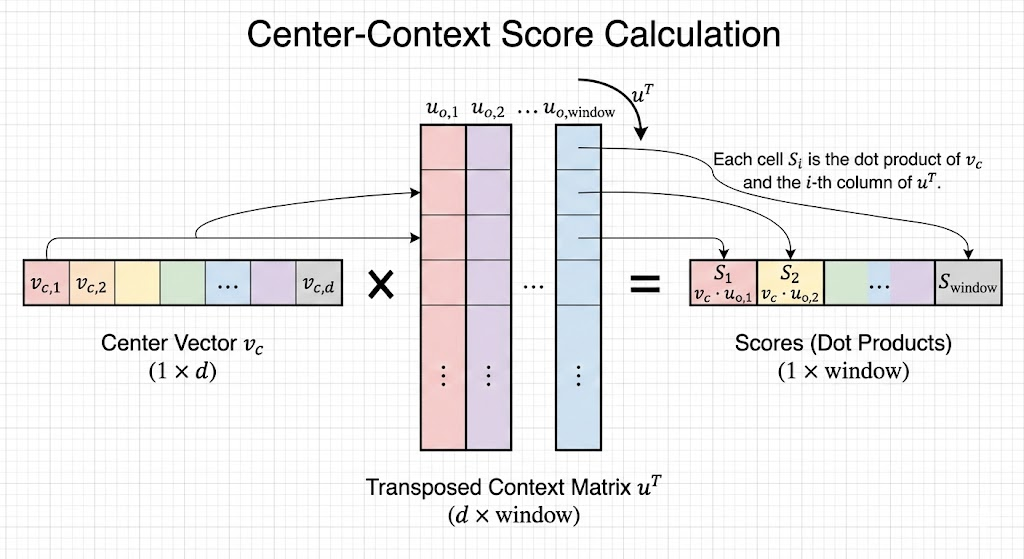 Center-Context Score Calculation
u_{o,1} u_{o,2} ... u_{o,window}
u^T
Each cell S_i is the dot product of v_c
and the i-th column of u^T.
v_{c,1} v_{c,2} ... v_{c,d}
×
...
=
S_1 S_2 ... S_window
v_c · u_{o,1} v_c · u_{o,2}
Center Vector v_c
(1 × d)
⋮ ⋮ ⋮
Scores (Dot Products)
(1 × window)
Transposed Context Matrix u^T
(d × window)